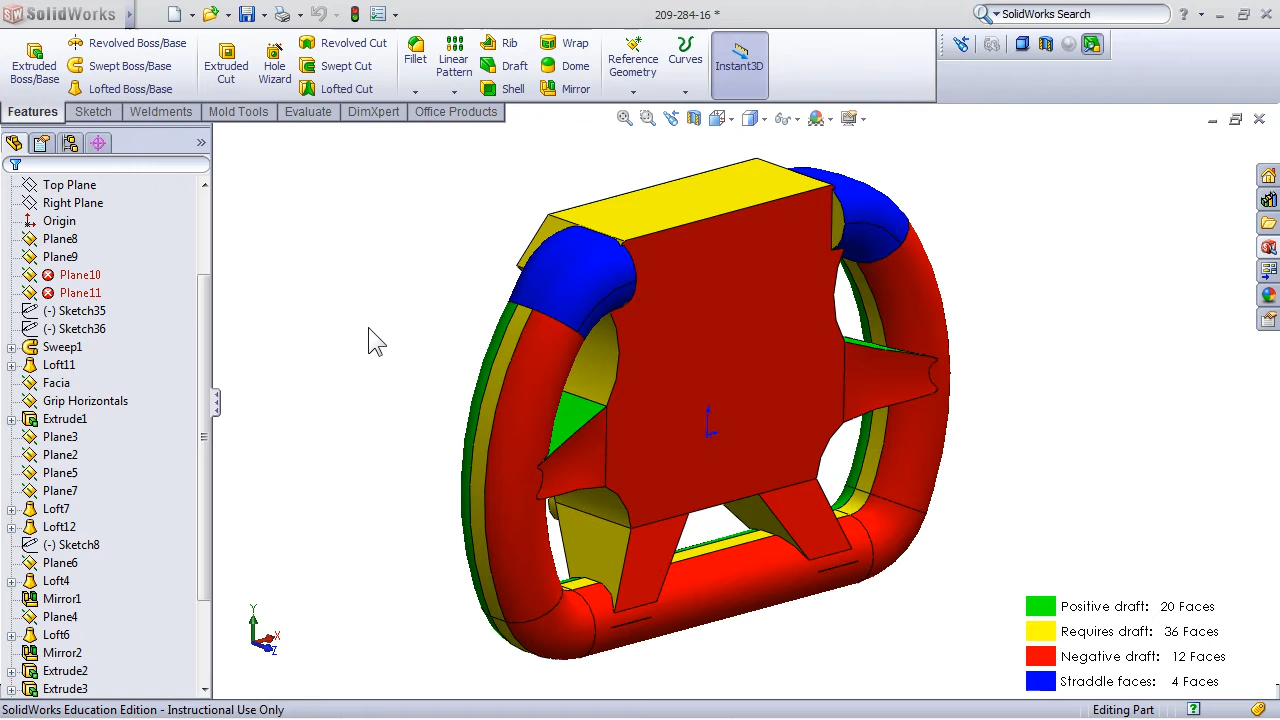 SolidWorks
209-284-16 *
SolidWorks Search
?
Extruded Boss/Base
Revolved Boss/Base
Swept Boss/Base
Lofted Boss/Base
Extruded Cut
Hole Wizard
Revolved Cut
Swept Cut
Lofted Cut
Fillet
Linear Pattern
Rib
Draft
Shell
Wrap
Dome
Mirror
Reference Geometry
Curves
Instant3D
Features
Sketch
Weldments
Mold Tools
Evaluate
DimXpert
Office Products
Top Plane
Right Plane
Origin
Plane8
Plane9
Plane10
Plane11
(-) Sketch35
(-) Sketch36
Sweep1
Loft11
Facia
Grip Horizontals
Extrude1
Plane3
Plane2
Plane5
Plane7
Loft7
Loft12
(-) Sketch8
Plane6
Loft4
Mirror1
Plane4
Loft6
Mirror2
Extrude2
Extrude3
Y
X
Z
Positive draft: 20 Faces
Requires draft: 36 Faces
Negative draft: 12 Faces
Straddle faces: 4 Faces
SolidWorks Education Edition - Instructional Use Only
Editing Part
?